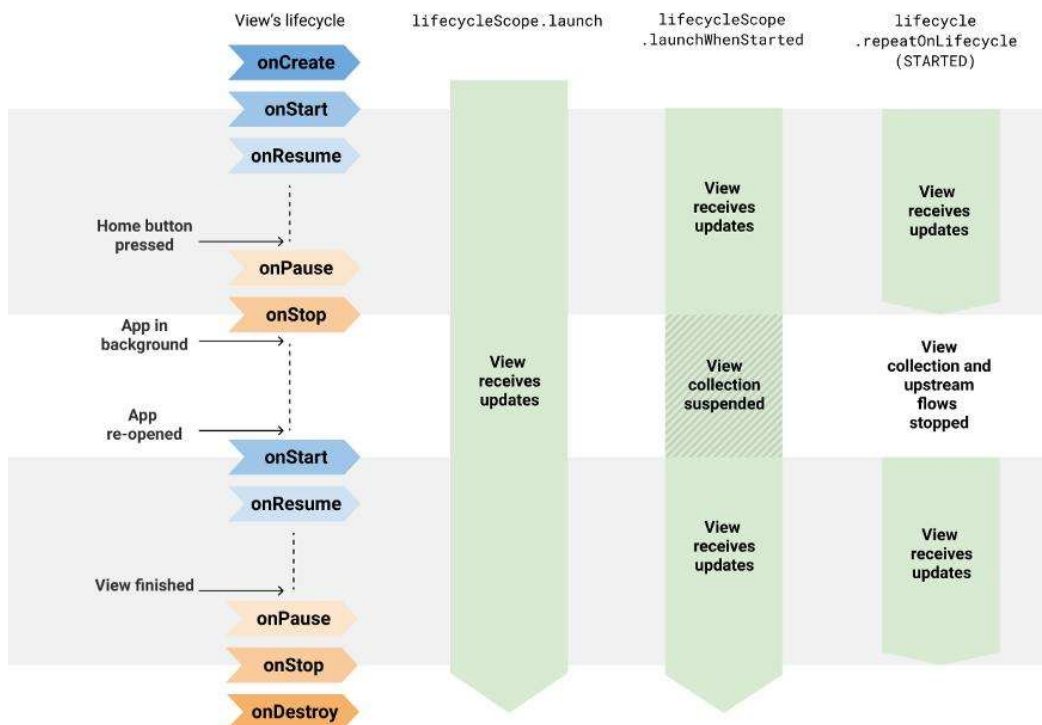 View's lifecycle
lifecycleScope.launch
lifecycleScope
.launchWhenStarted
lifecycle
.repeatOnLifecycle
(STARTED)
onCreate
onStart
onResume
Home button
pressed
onPause
onStop
App in
background
App
re-opened
onStart
onResume
View finished
onPause
onStop
onDestroy
View
receives
updates
View
receives
updates
View
collection
suspended
View
receives
updates
View
receives
updates
View
collection and
upstream
flows
stopped
View
receives
updates